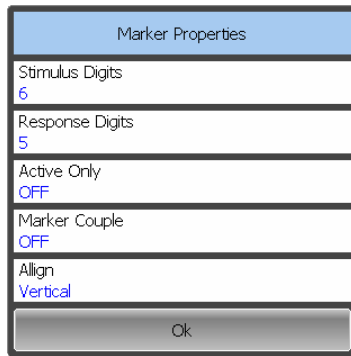 Marker Properties
Stimulus Digits
6
Response Digits
5
Active Only
OFF
Marker Couple
OFF
Allign
Vertical
Ok